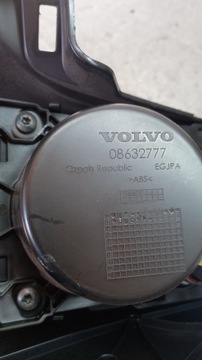 VOLVO
08632777
Czech Republic EGJPA
>ABS<